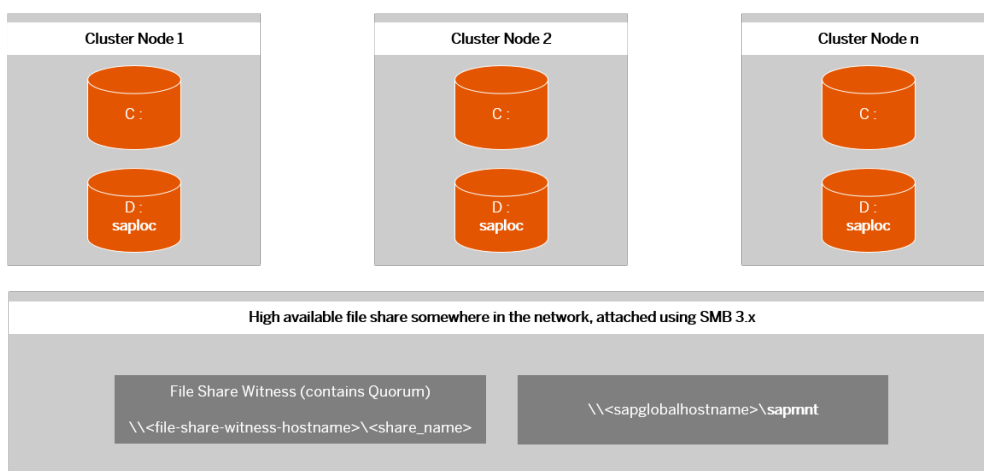 Cluster Node 1
Cluster Node 2
Cluster Node n
C :
C :
C :
D :
saploc
D :
saploc
D :
saploc
High available file share somewhere in the network, attached using SMB 3.x
File Share Witness (contains Quorum)
\\<file-share-witness-hostname>\<share_name>
\\<sapglobalhostname>\sapmnt